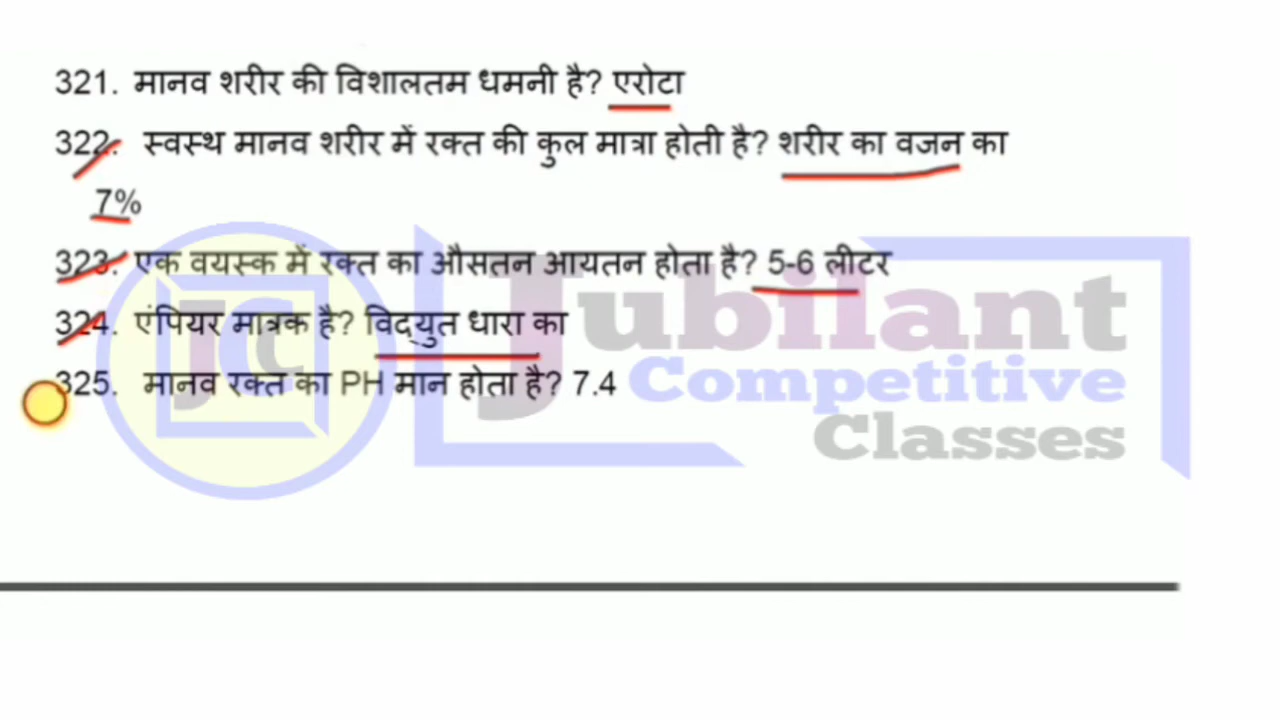 321. मानव शरीर की विशालतम धमनी है? एरोटा
322. स्वस्थ मानव शरीर में रक्त की कुल मात्रा होती है? शरीर का वजन का
7%
323. एक वयस्क में रक्त का औसतन आयतन होता है? 5-6 लीटर
324. एंपियर मात्रक है? विद्युत धारा का
325. मानव रक्त का PH मान होता है? 7.4
JC
Jubilant
Competitive
Classes